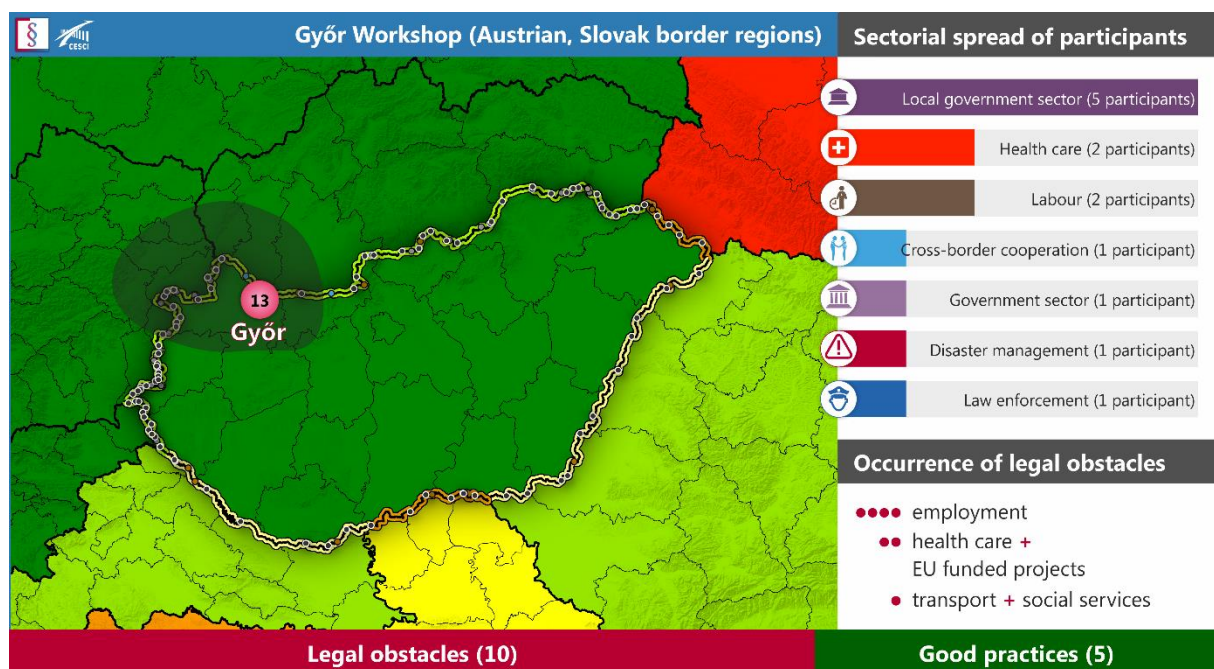 §
CESCI
Győr Workshop (Austrian, Slovak border regions)
13
Győr
Sectorial spread of participants
Local government sector (5 participants)
Health care (2 participants)
Labour (2 participants)
Cross-border cooperation (1 participant)
Government sector (1 participant)
Disaster management (1 participant)
Law enforcement (1 participant)
Occurrence of legal obstacles
employment
health care +
EU funded projects
transport + social services
Legal obstacles (10)
Good practices (5)